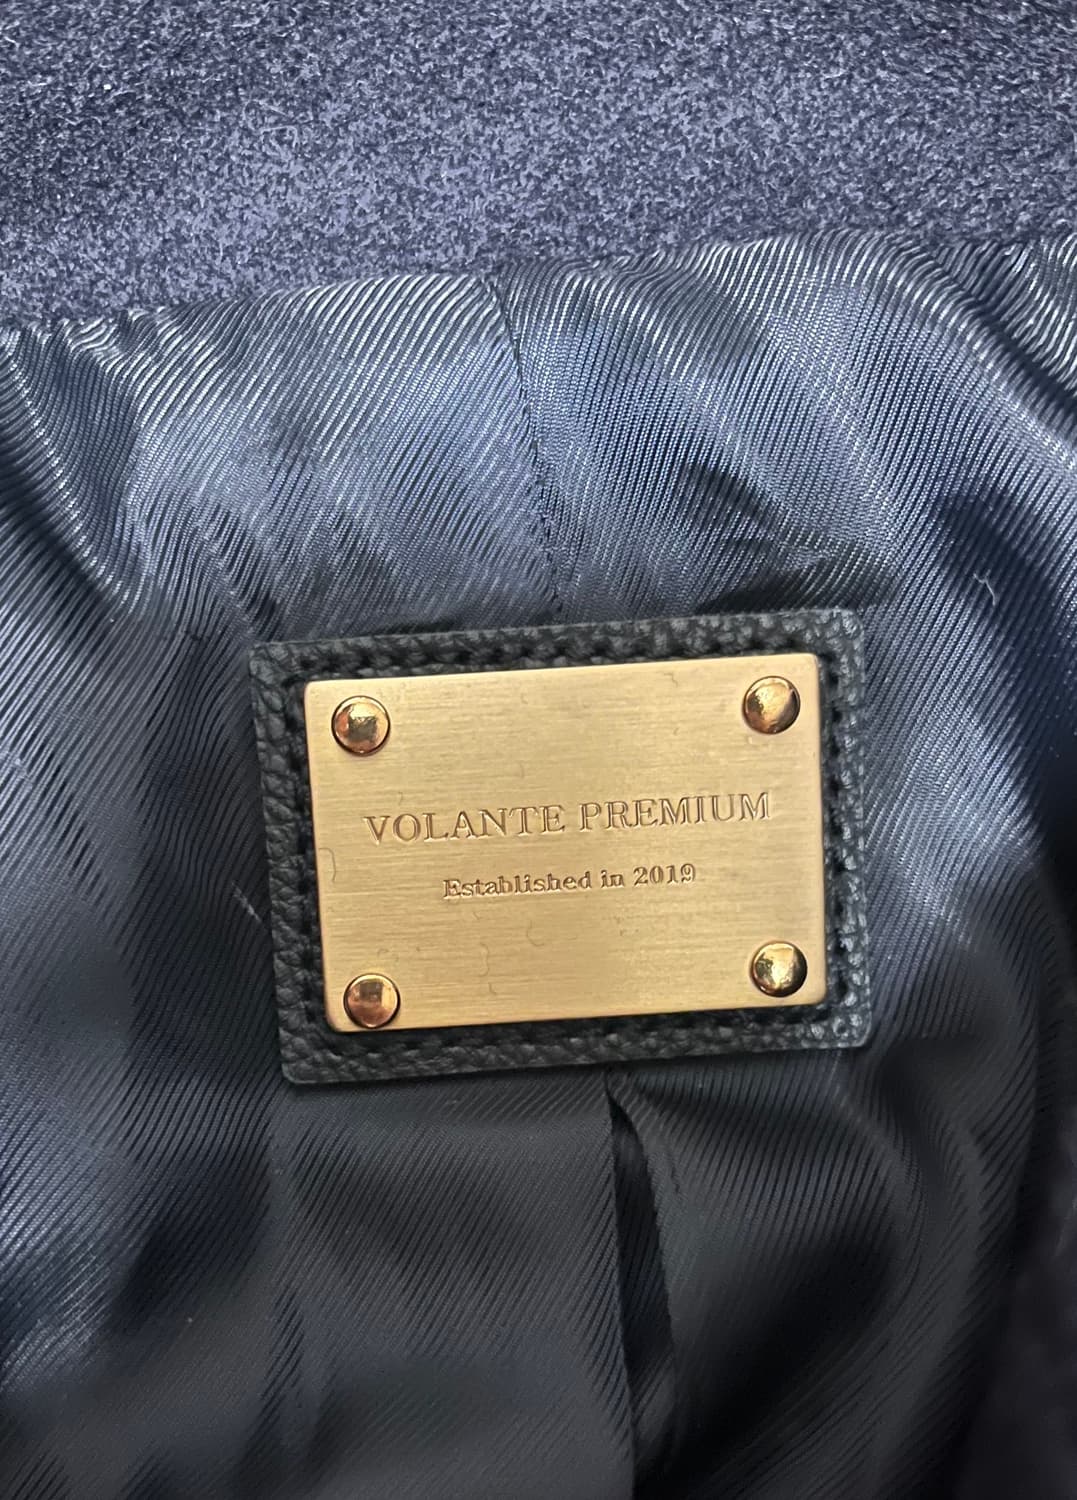 VOLANTE PREMIUM
Established in 2019